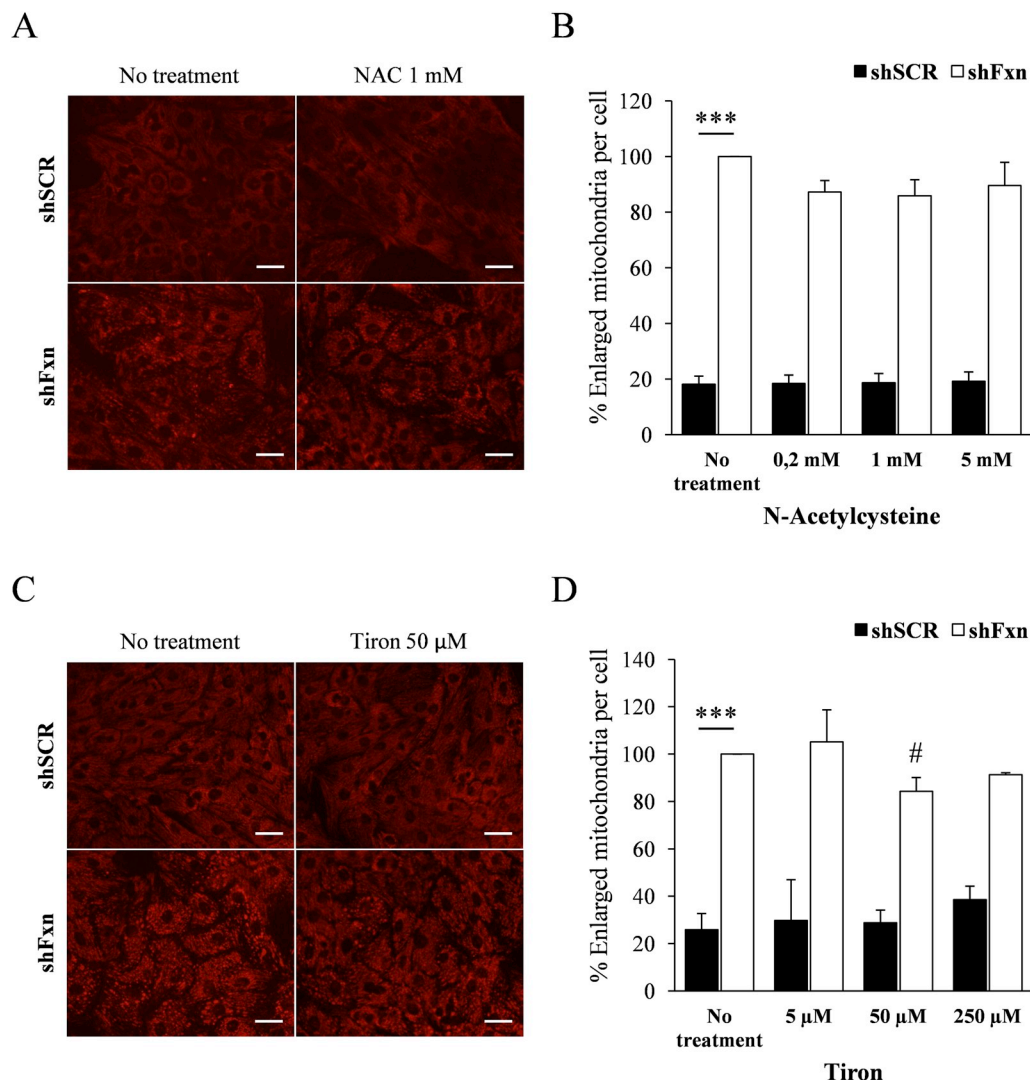 A
No treatment
NAC 1 mM
shSCR
shFxn
B
shSCR shFxn
% Enlarged mitochondria per cell
120
100
80
60
40
20
0
***
No treatment
0,2 mM
1 mM
5 mM
N-Acetylcysteine
C
No treatment
Tiron 50 μM
shSCR
shFxn
D
shSCR shFxn
% Enlarged mitochondria per cell
140
120
100
80
60
40
20
0
***
#
No treatment
5 μM
50 μM
250 μM
Tiron